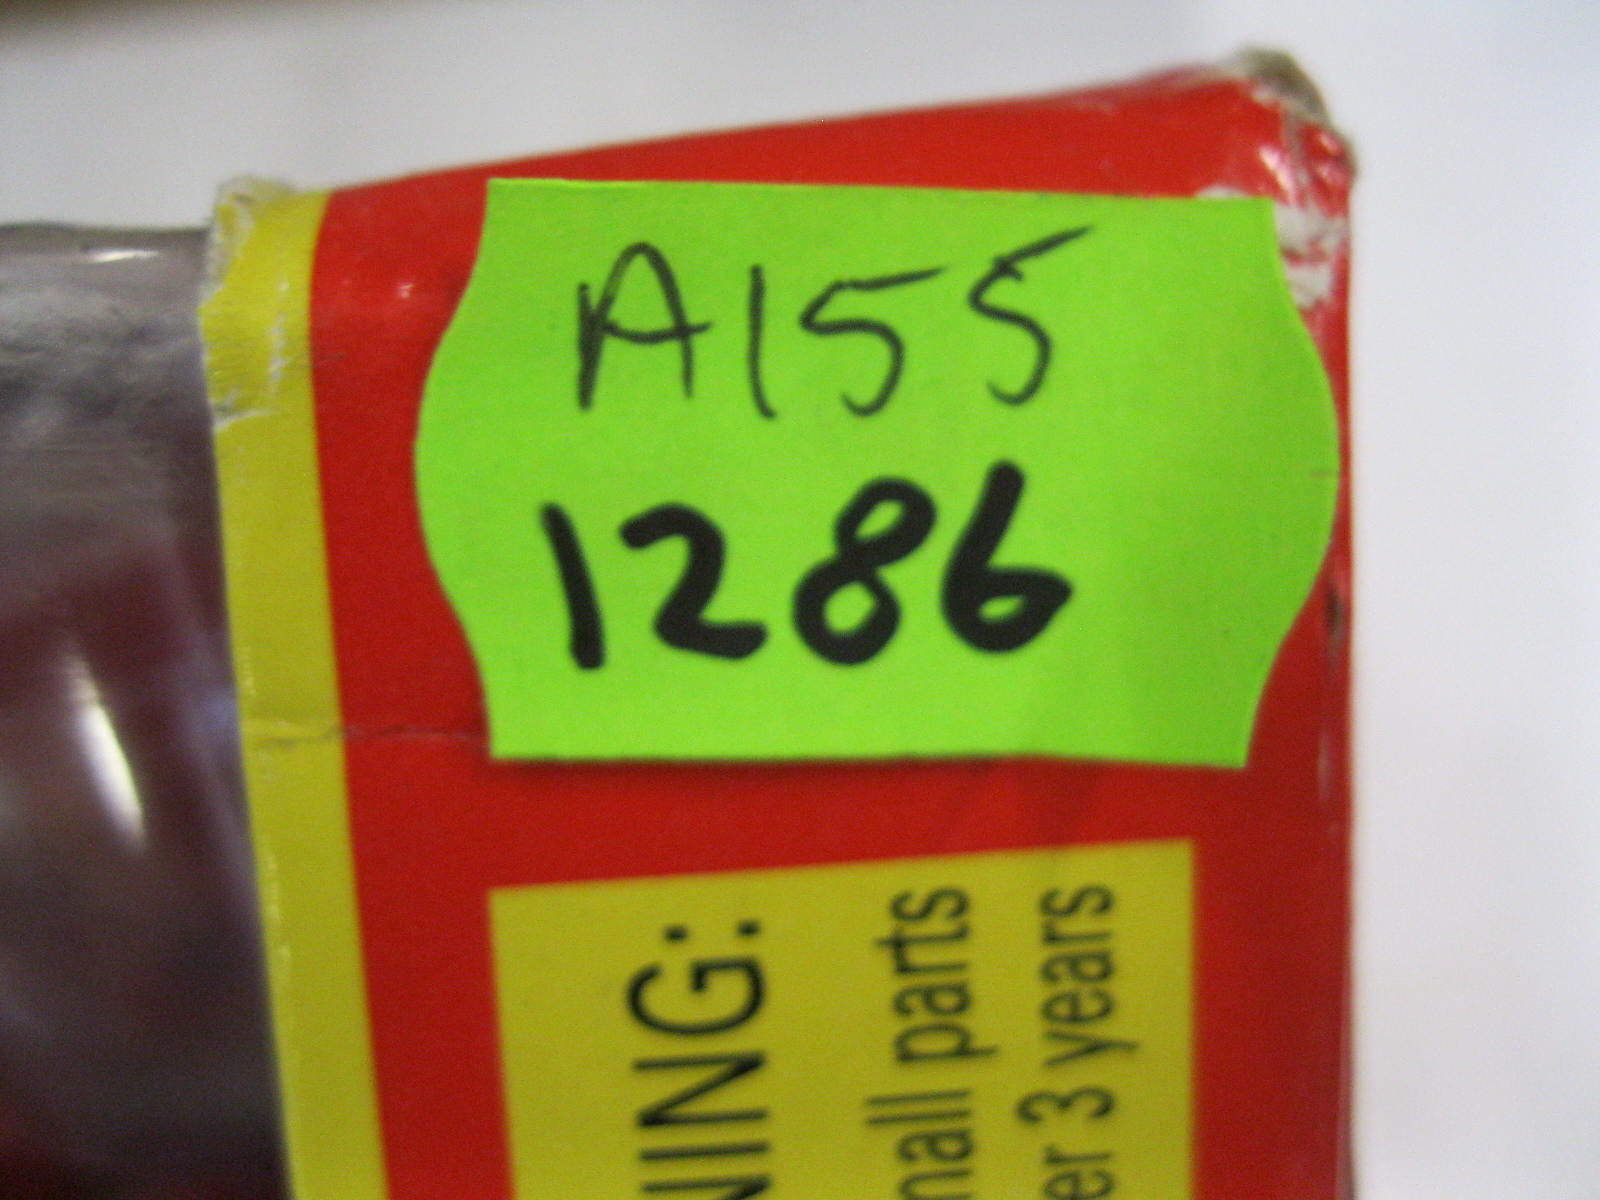 A155
1286
NING:
mall parts
er 3 years